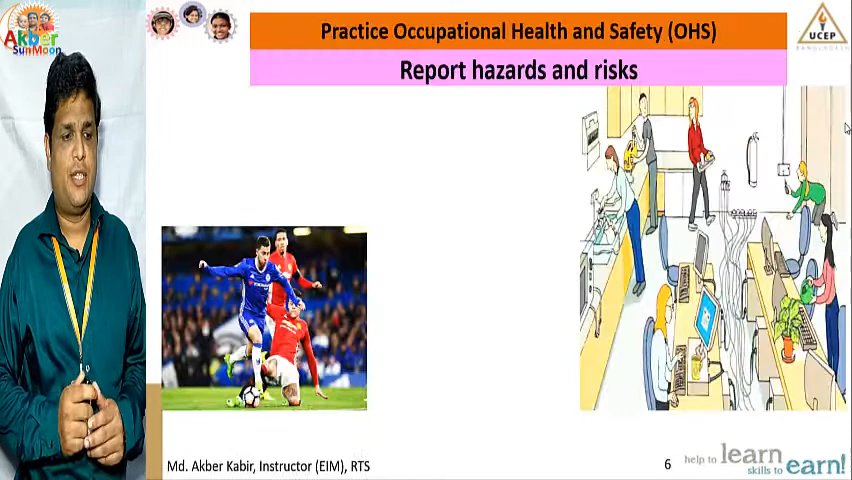 Akber
SunMoon
Practice Occupational Health and Safety (OHS)
Report hazards and risks
UCEP
BANGLADESH
Md. Akber Kabir, Instructor (EIM), RTS
6
help to learn
skills to earn!